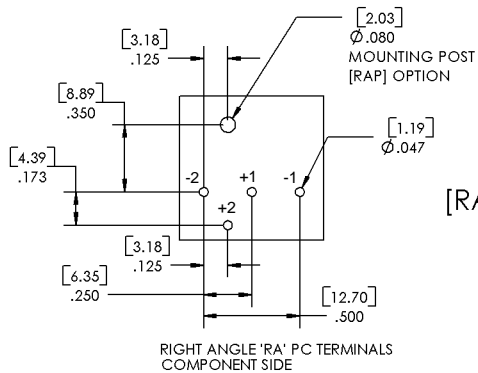 [3.18]
.125
[2.03]
Ø.080
MOUNTING POST
[RAP] OPTION
[8.89]
.350
[1.19]
Ø.047
[4.39]
.173
-2
+1
-1
[RA
+2
[3.18]
.125
[6.35]
.250
[12.70]
.500
RIGHT ANGLE 'RA' PC TERMINALS
COMPONENT SIDE